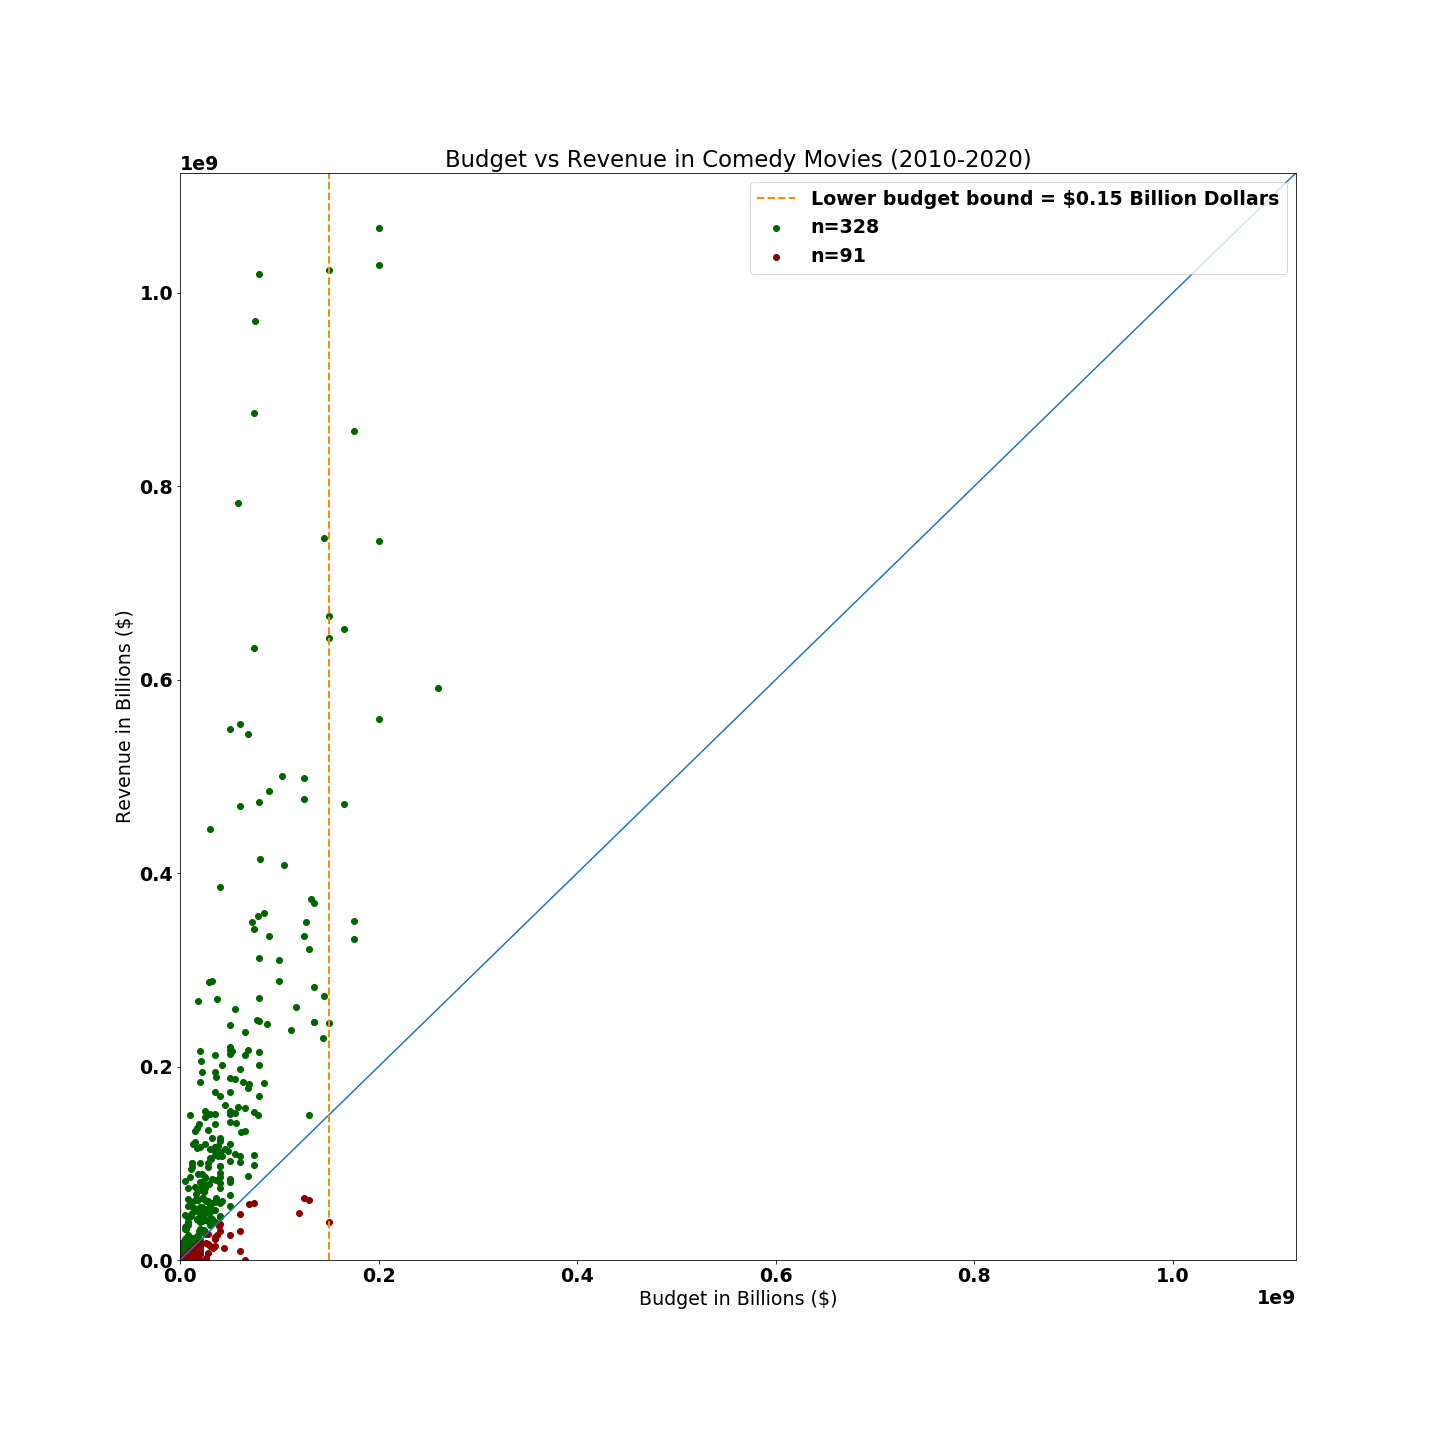 Budget vs Revenue in Comedy Movies (2010-2020)
1e9
Lower budget bound = $0.15 Billion Dollars
n=328
n=91
1.0
0.8
0.6
0.4
0.2
0.0
Revenue in Billions ($)
0.0 0.2 0.4 0.6 0.8 1.0
Budget in Billions ($)
1e9